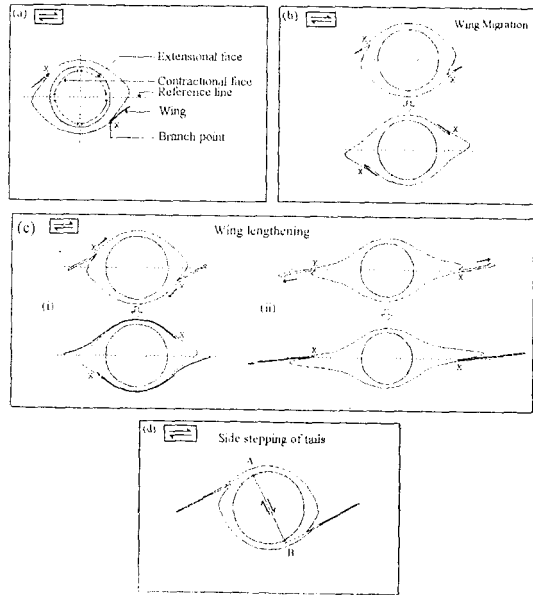 (a)
X
Extensional face
Contractional face
Reference line
Wing
X
Branch point
(b)
Wing Migration
X
X
X
X
(c)
Wing lengthening
(i)
X
X
X
X
(ii)
X
X
X
X
(d)
Side stepping of tails
A
B